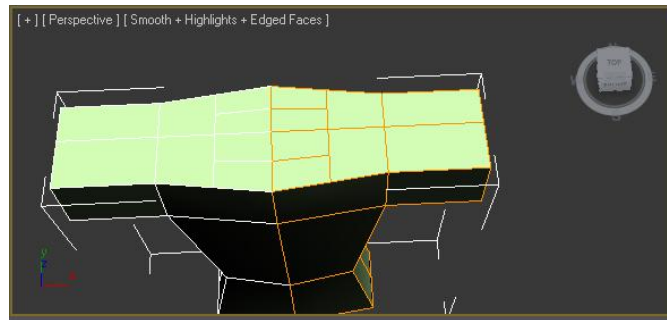 [ + ] [ Perspective ] [ Smooth + Highlights + Edged Faces ]
TOP
W
E
S
y
z